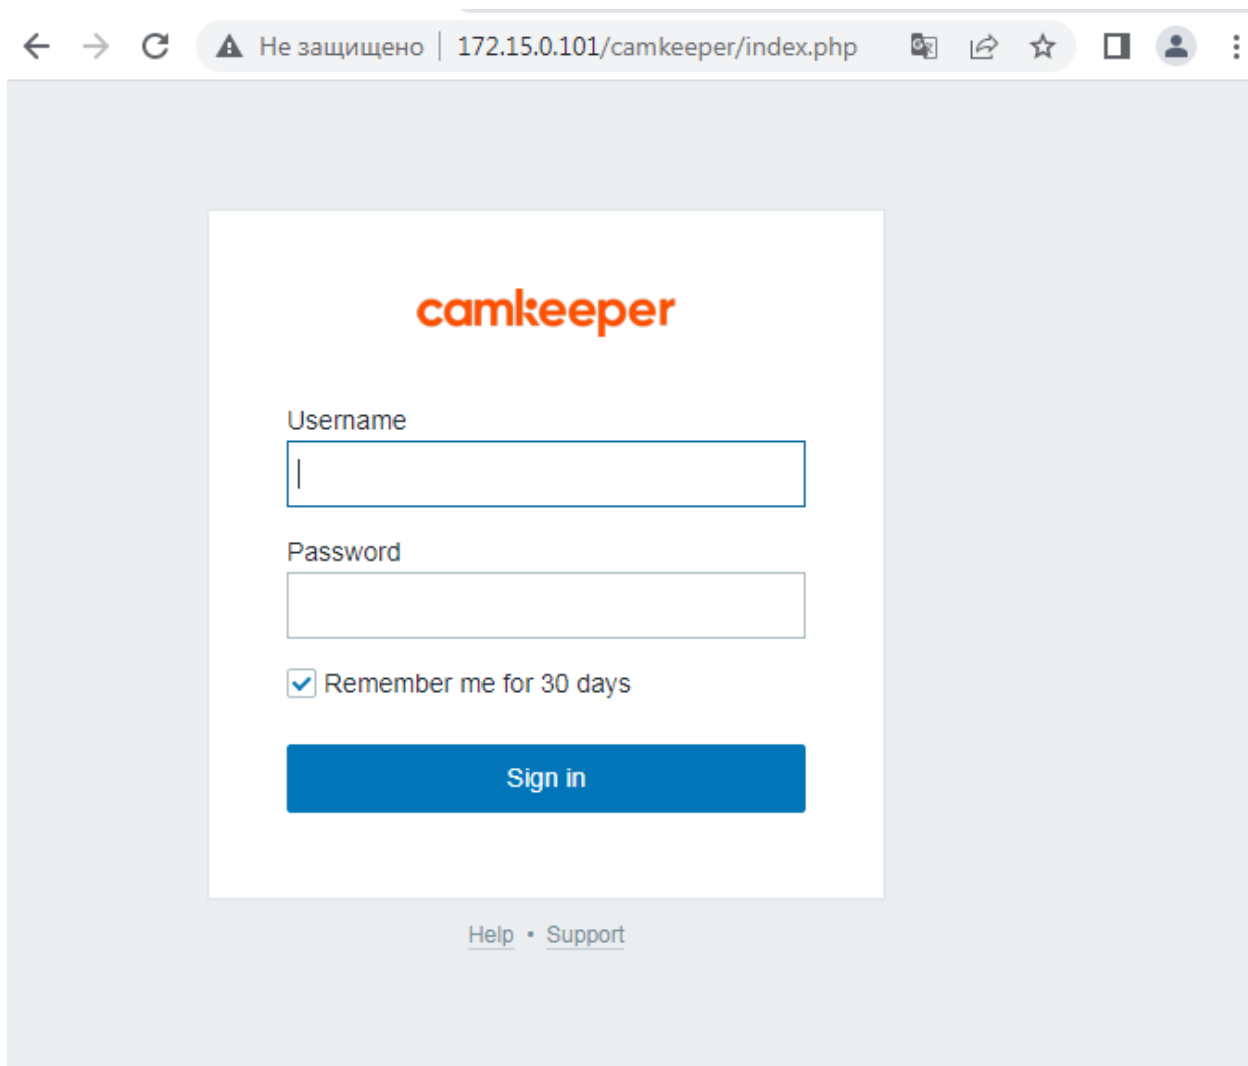 Не защищено | 172.15.0.101/camkeeper/index.php
camkeeper
Username
Password
Remember me for 30 days
Sign in
Help • Support